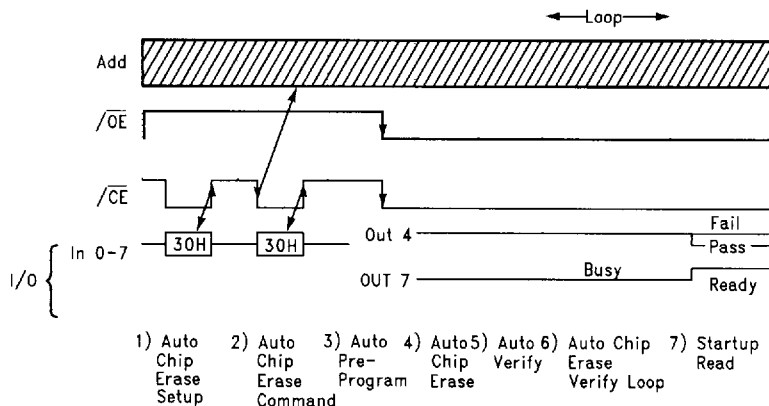 Loop
Add
/OE
/CE
In 0-7 30H 30H
Out 4 Fail
Pass
I/O
OUT 7 Busy Ready
1) Auto Chip Erase Setup
2) Auto Chip Erase Command
3) Auto Pre-Program
4) Auto Chip Erase
5) Auto Verify
6) Auto Chip Erase Verify Loop
7) Startup Read